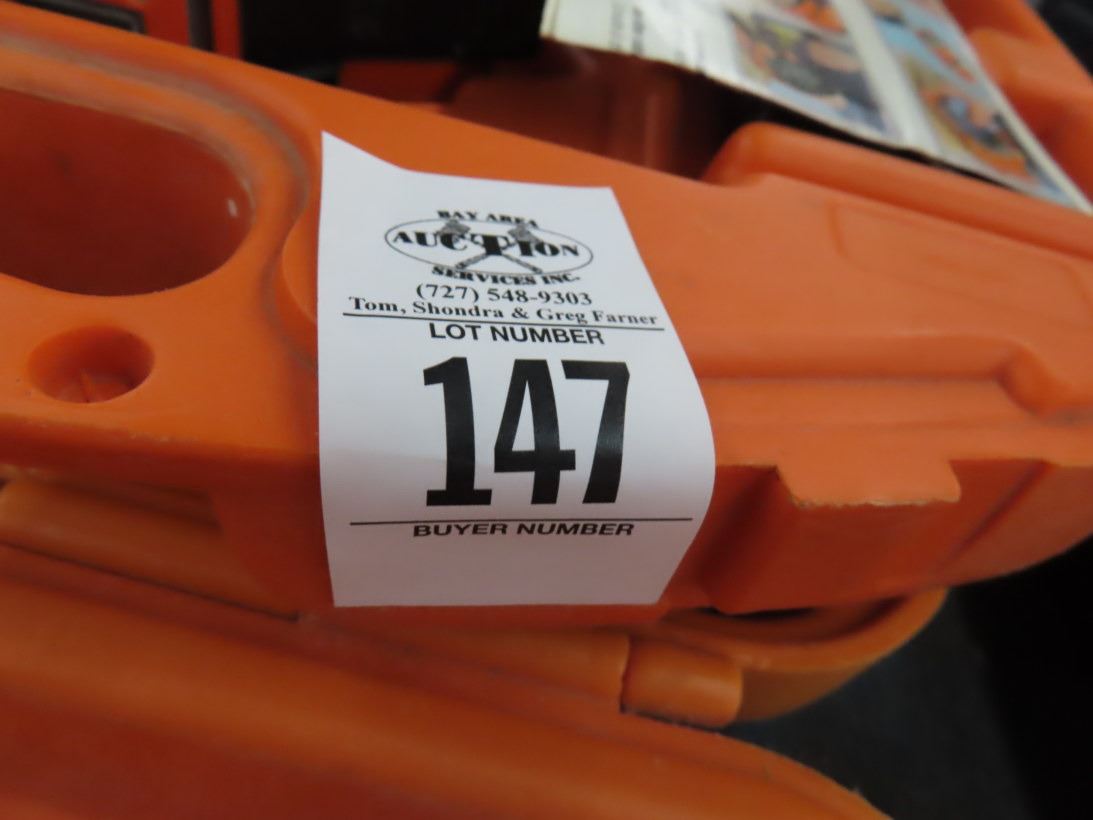 BAY AREA
AUCTION
SERVICES INC.
(727) 548-9303
Tom, Shondra & Greg Farner
LOT NUMBER
147
BUYER NUMBER